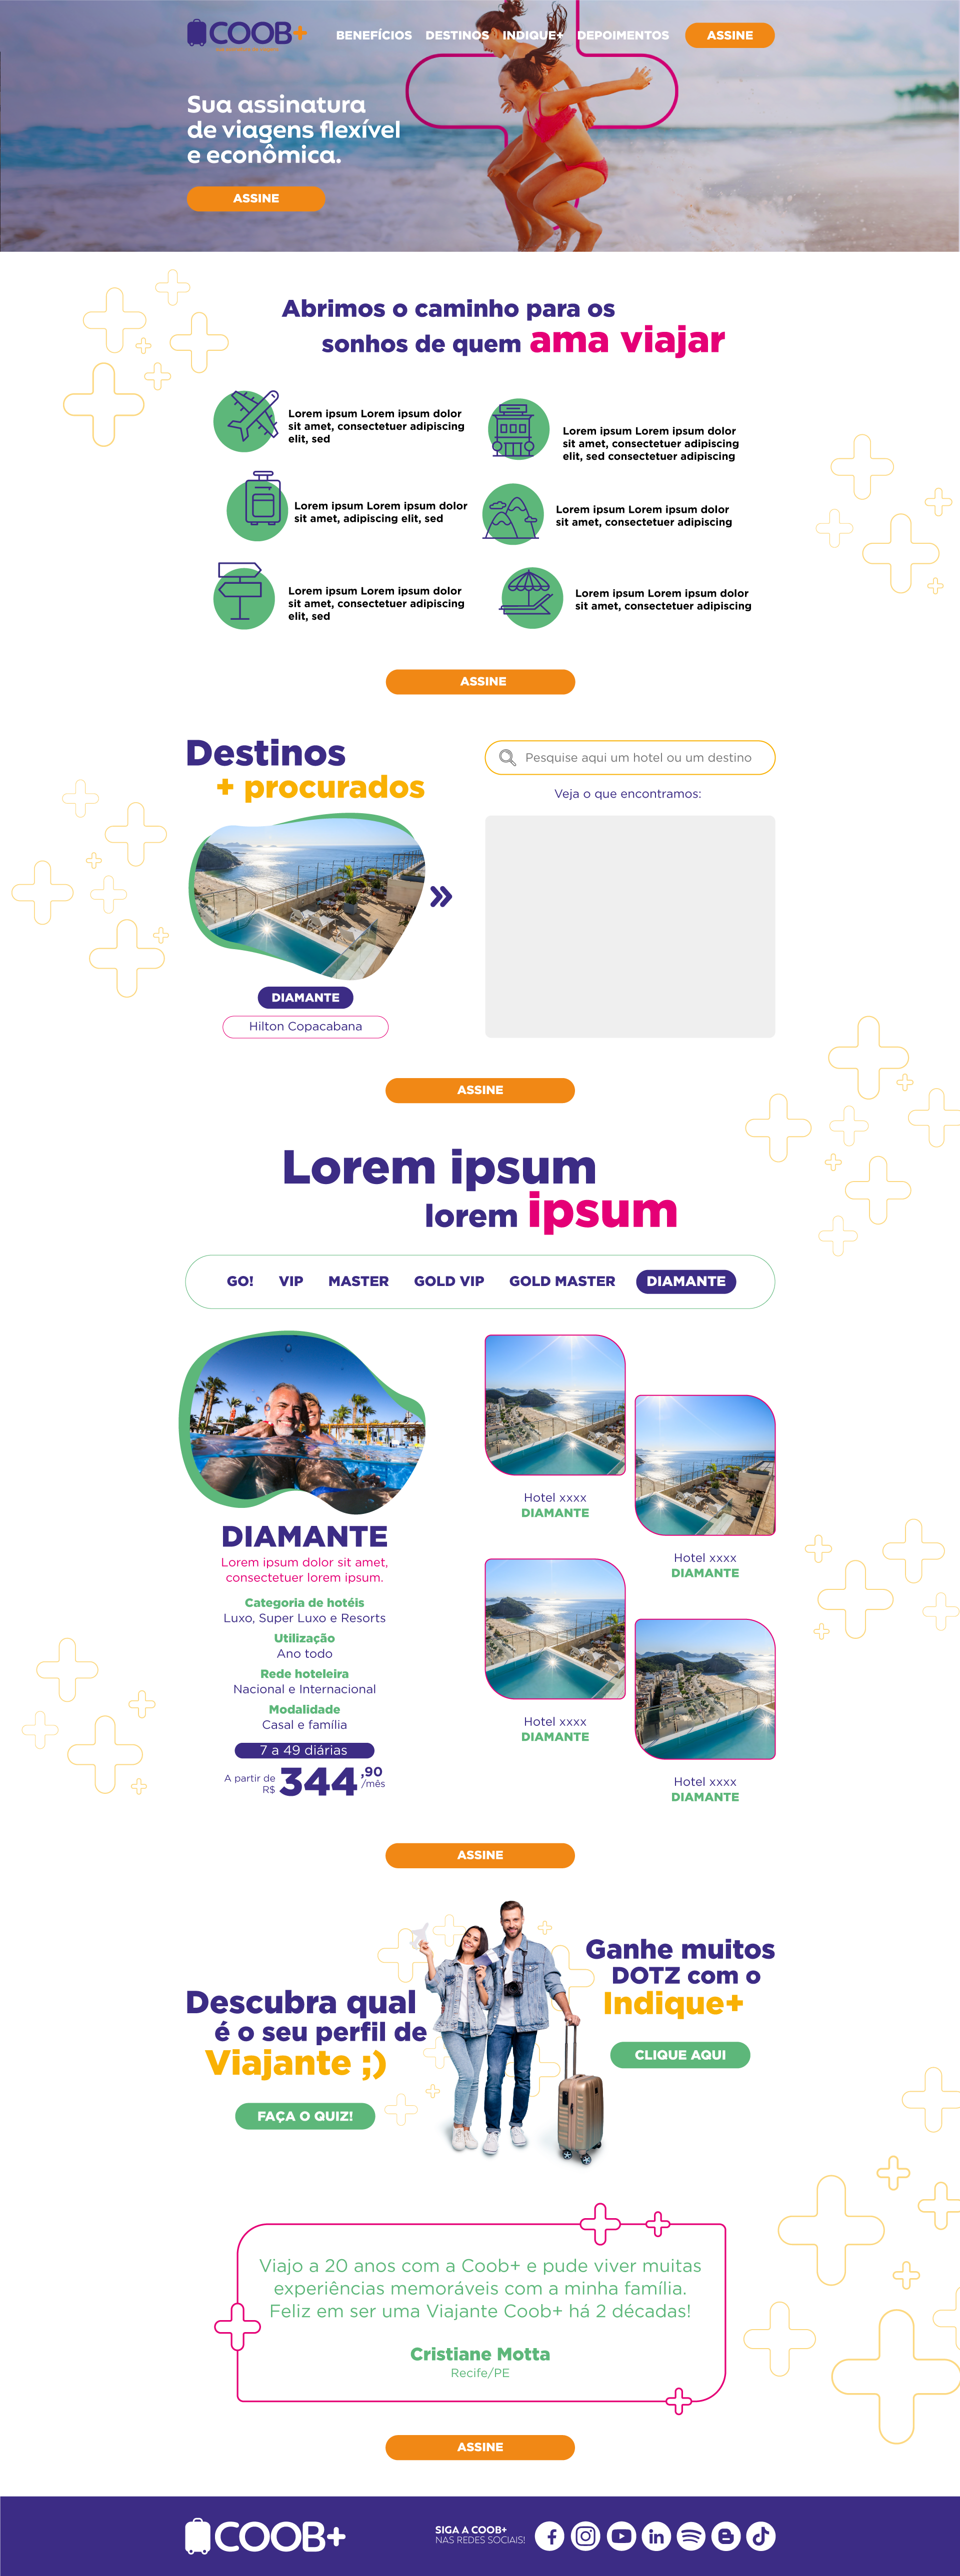 COOB+
BENEFÍCIOS DESTINOS INDIQUE+ DEPOIMENTOS ASSINE
Sua assinatura
de viagens flexível
e econômica.
ASSINE
Abrimos o caminho para os
sonhos de quem ama viajar
Lorem ipsum Lorem ipsum dolor
sit amet, consectetuer adipiscing
elit, sed
Lorem ipsum Lorem ipsum dolor
sit amet, consectetuer adipiscing
elit, sed consectetuer adipiscing
Lorem ipsum Lorem ipsum dolor
sit amet, adipiscing elit, sed
Lorem ipsum Lorem ipsum dolor
sit amet, consectetuer adipiscing
Lorem ipsum Lorem ipsum dolor
sit amet, consectetuer adipiscing
elit, sed
Lorem ipsum Lorem ipsum dolor
sit amet, consectetuer adipiscing
ASSINE
Destinos
+ procurados
DIAMANTE
Hilton Copacabana
Pesquise aqui um hotel ou um destino
Veja o que encontramos:
ASSINE
Lorem ipsum
lorem ipsum
GO! VIP MASTER GOLD VIP GOLD MASTER DIAMANTE
DIAMANTE
Lorem ipsum dolor sit amet,
consectetuer lorem ipsum.
Categoria de hotéis
Luxo, Super Luxo e Resorts
Utilização
Ano todo
Rede hoteleira
Nacional e Internacional
Modalidade
Casal e família
7 a 49 diárias
A partir de
R$ 344,90
/mês
Hotel xxxx
DIAMANTE
Hotel xxxx
DIAMANTE
Hotel xxxx
DIAMANTE
Hotel xxxx
DIAMANTE
ASSINE
Descubra qual
é o seu perfil de
Viajante ;)
FAÇA O QUIZ!
Ganhe muitos
DOTZ com o
Indique+
CLIQUE AQUI
Viajo a 20 anos com a Coob+ e pude viver muitas
experiências memoráveis com a minha família.
Feliz em ser uma Viajante Coob+ há 2 décadas!
Cristiane Motta
Recife/PE
ASSINE
COOB+
SIGA A COOB+
NAS REDES SOCIAIS!